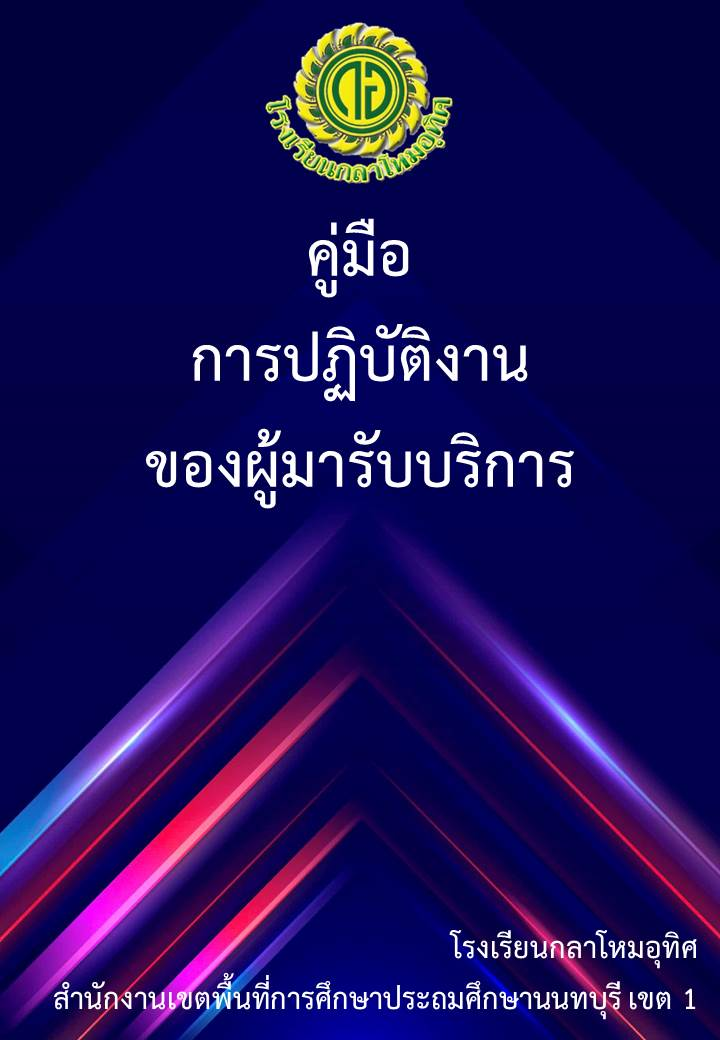 กอ
โรงเรียนกลาโหมอุทิศ
คู่มือ
การปฏิบัติงาน
ของผู้มารับบริการ
โรงเรียนกลาโหมอุทิศ
สำนักงานเขตพื้นที่การศึกษาประถมศึกษานนทบุรี เขต 1